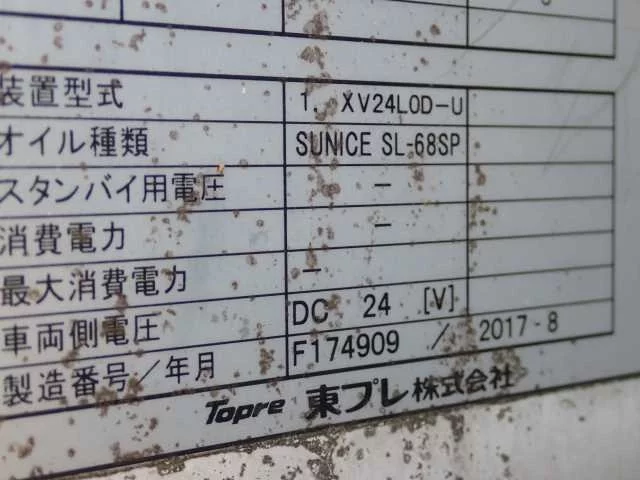 装置型式 1. XV24LOD-U
オイル種類 SUNICE SL-68SP
スタンバイ用電圧 —
消費電力 —
最大消費電力 —
車両側電圧 DC 24 [V]
製造番号/年月 F174909 / 2017-8
Topre 東プレ株式会社